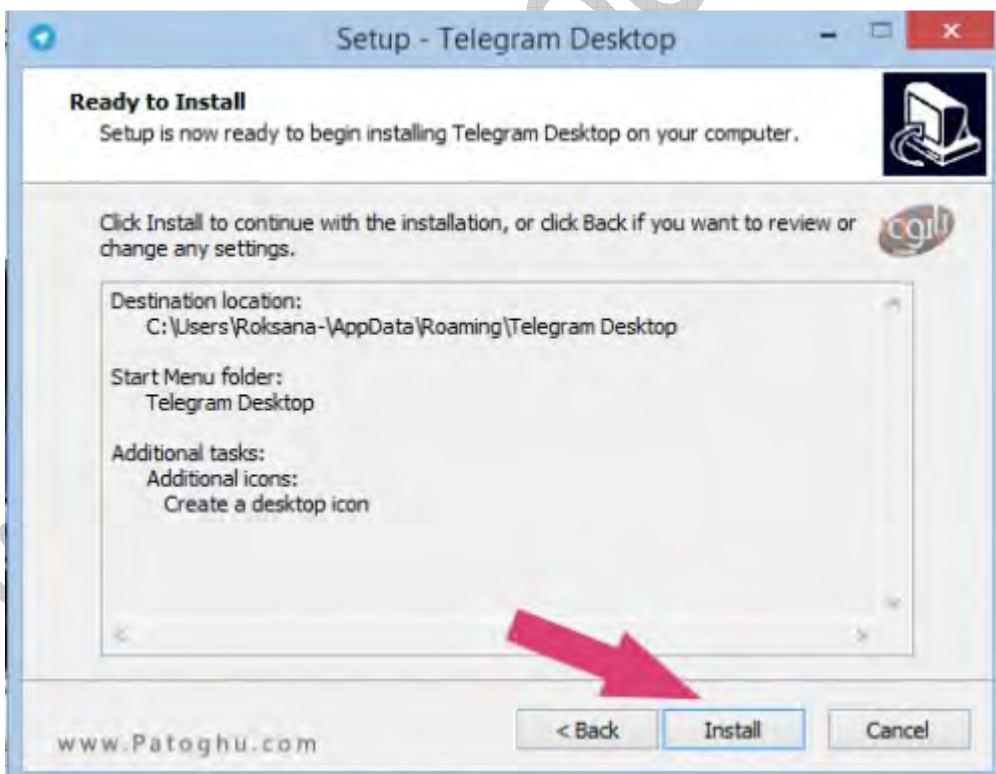 Setup - Telegram Desktop
Ready to Install
Setup is now ready to begin installing Telegram Desktop on your computer.
Click Install to continue with the installation, or click Back if you want to review or
change any settings.
Destination location:
C:\Users\Roksana-\AppData\Roaming\Telegram Desktop
Start Menu folder:
Telegram Desktop
Additional tasks:
Additional icons:
Create a desktop icon
< Back
Install
Cancel
www.Patoghu.com